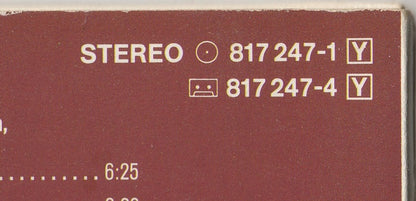 STEREO 817 247-1 Y
817 247-4 Y
,
.......... 6:25